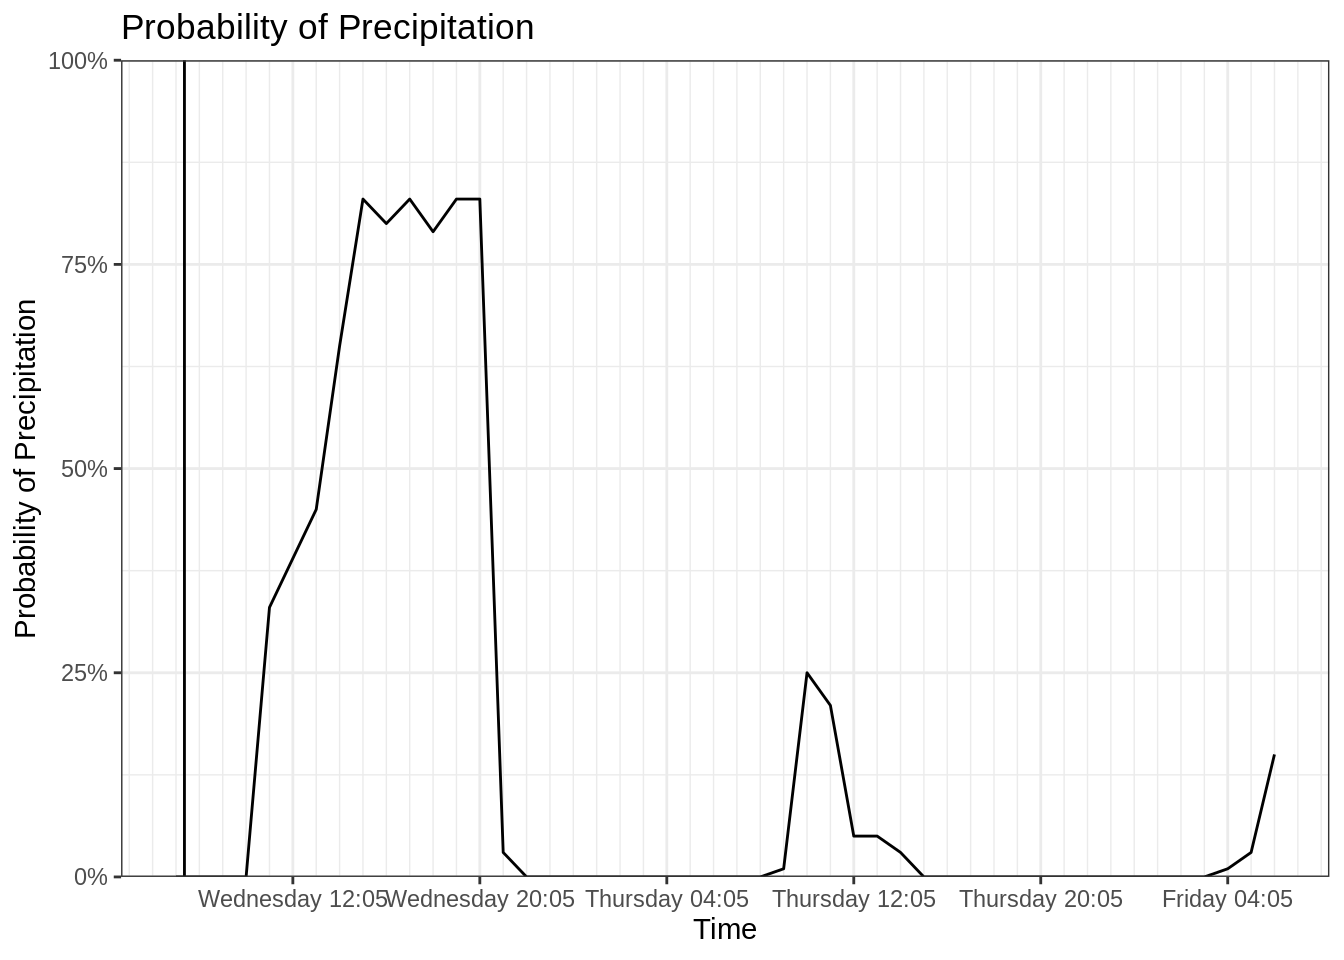 Probability of Precipitation
Probability of Precipitation
100%
75%
50%
25%
0%
Wednesday 12:05
Wednesday 20:05
Thursday 04:05
Thursday 12:05
Thursday 20:05
Friday 04:05
Time